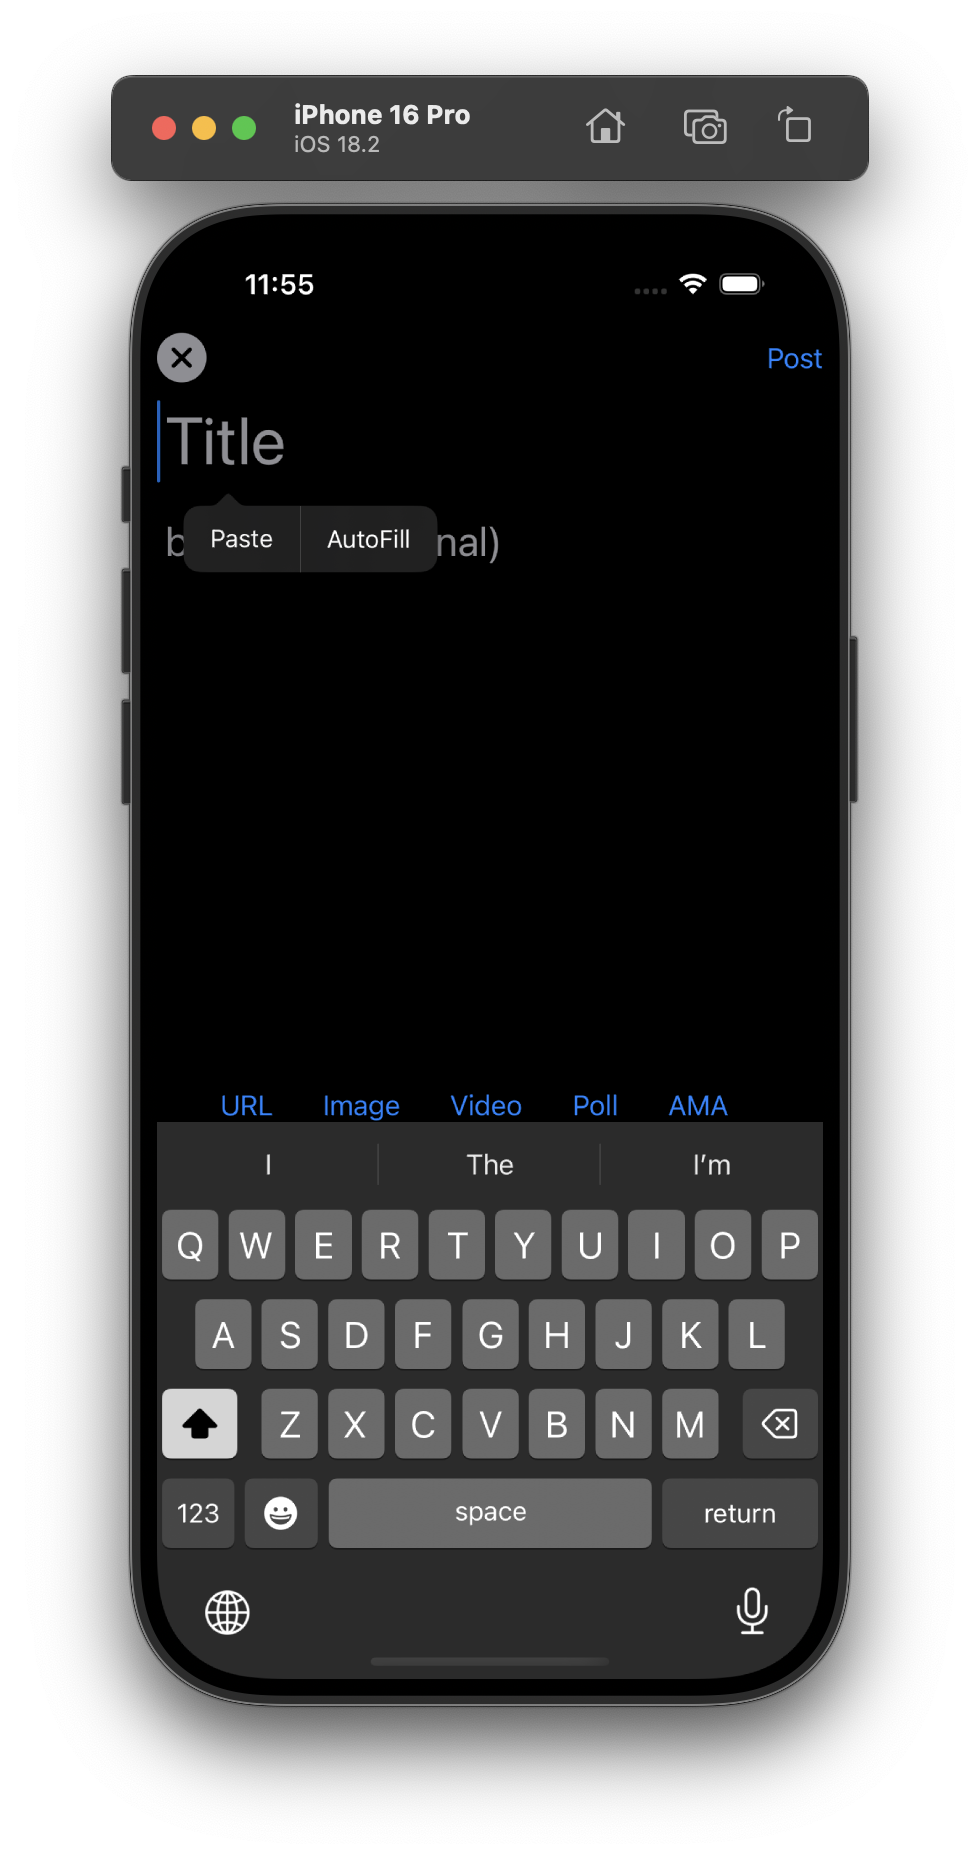 iPhone 16 Pro
iOS 18.2
11:55
Post
Title
b
nal)
Paste AutoFill
URL Image Video Poll AMA
I The I'm
Q W E R T Y U I O P
A S D F G H J K L
Z X C V B N M
123 space return